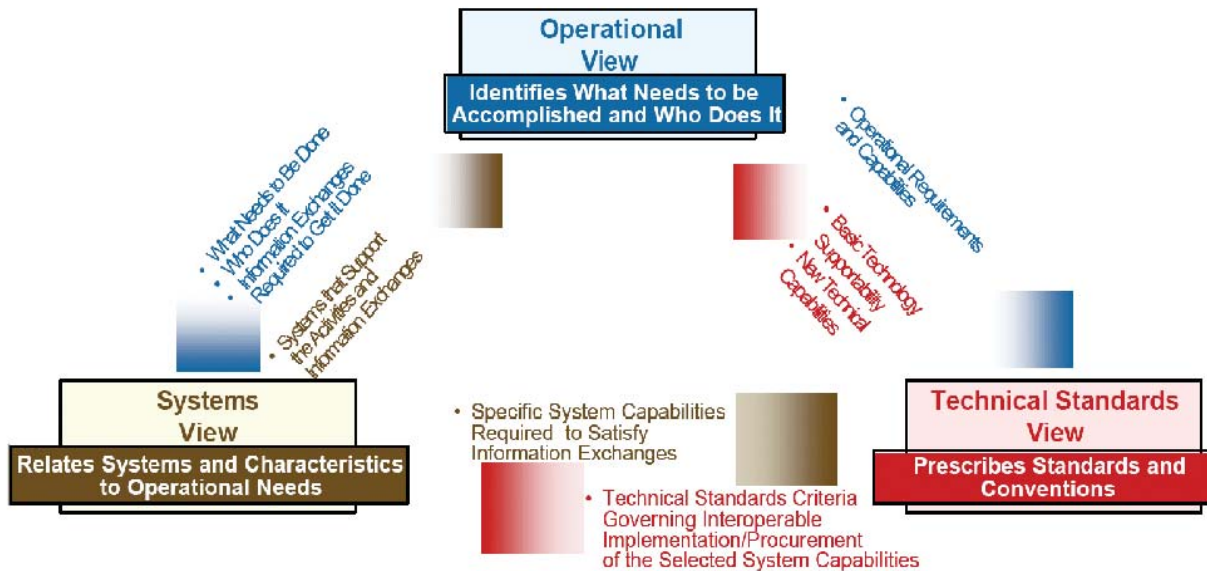 Operational
View
Identifies What Needs to be
Accomplished and Who Does It
• What Needs to Be Done
• Who Does It
• Information Exchanges
Required to Get it Done
• Systems that Support
the Activities and
Information Exchanges
• Operational Requirements
and Capabilities
• Basic Technology
Supportability
• New Technical
Capabilities
Systems
View
Relates Systems and Characteristics
to Operational Needs
• Specific System Capabilities
Required to Satisfy
Information Exchanges
• Technical Standards Criteria
Governing Interoperable
Implementation/Procurement
of the Selected System Capabilities
Technical Standards
View
Prescribes Standards and
Conventions